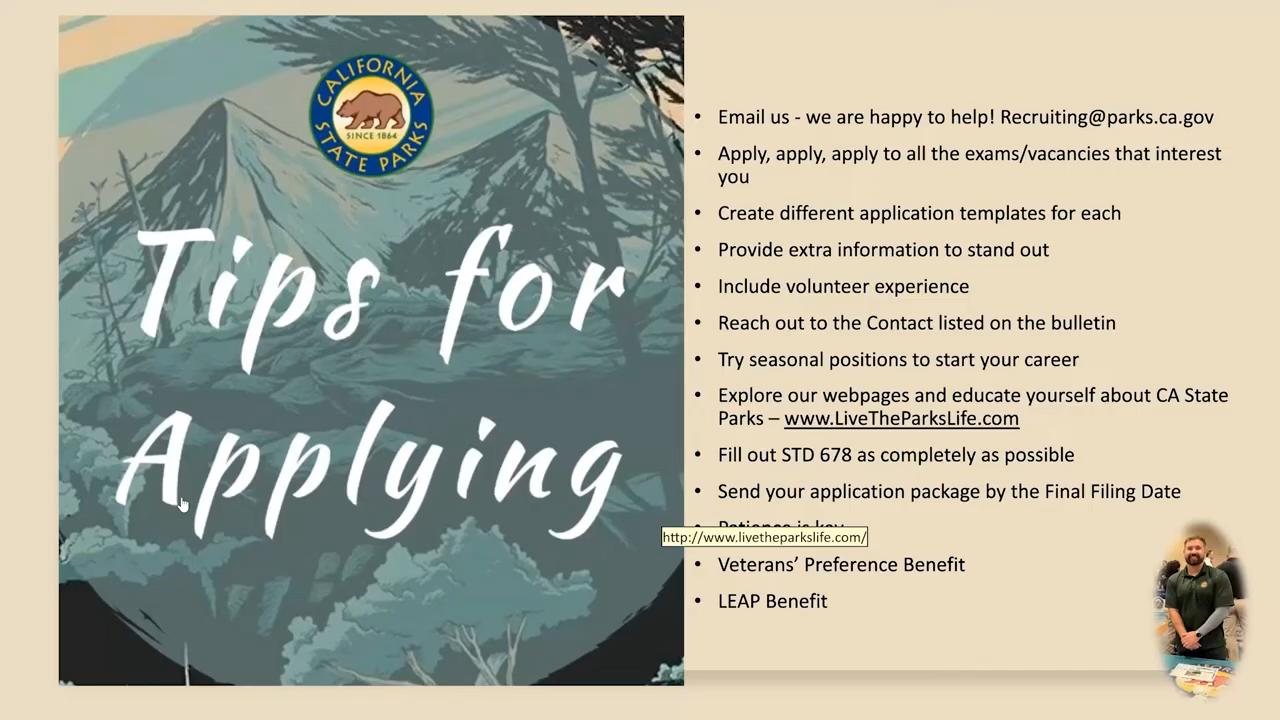 CALIFORNIA
SINCE 1864
STATE PARKS
Tips for
Applying
• Email us - we are happy to help! Recruiting@parks.ca.gov
• Apply, apply, apply to all the exams/vacancies that interest
you
• Create different application templates for each
• Provide extra information to stand out
• Include volunteer experience
• Reach out to the Contact listed on the bulletin
• Try seasonal positions to start your career
• Explore our webpages and educate yourself about CA State
Parks – www.LiveTheParksLife.com
• Fill out STD 678 as completely as possible
• Send your application package by the Final Filing Date
• Patience is key
http://www.livetheparkslife.com/
• Veterans’ Preference Benefit
• LEAP Benefit